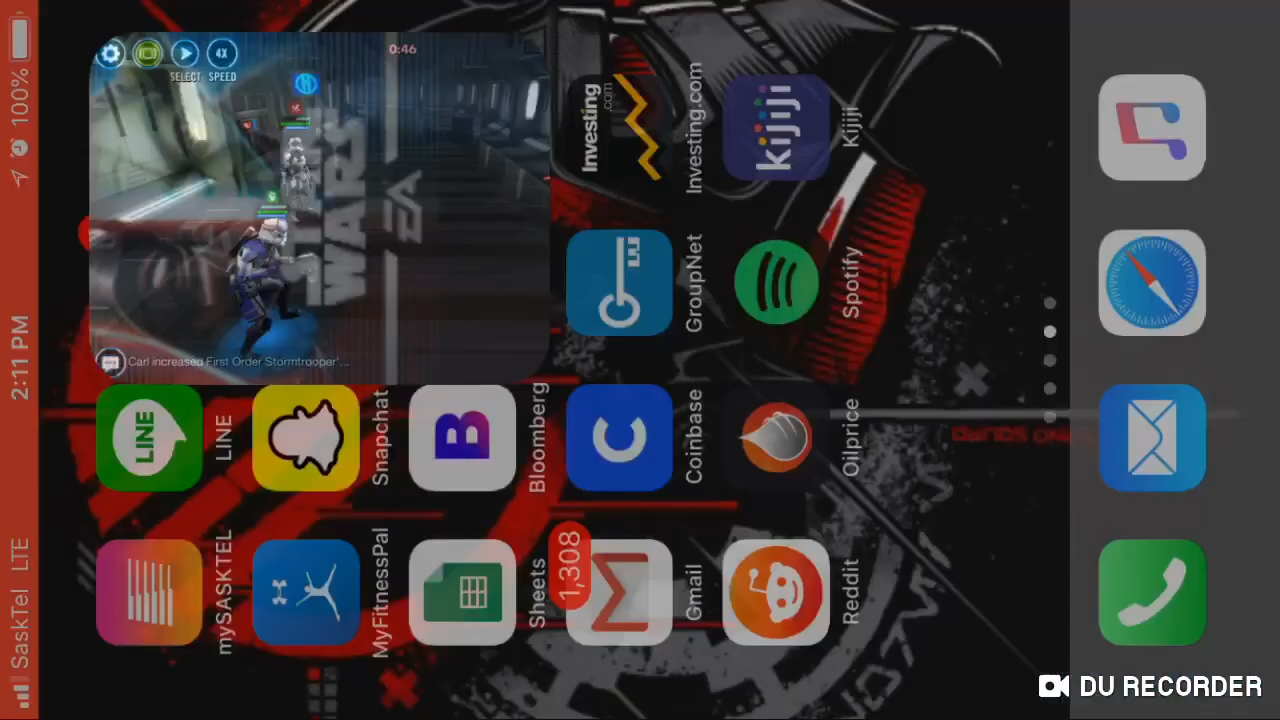 SaskTel LTE
2:11 PM
100%
SELECT
4X
SPEED
0:46
WARS
EA
Carl increased First Order Stormtrooper'...
mySASKTEL
LINE
LINE
MyFitnessPal
Snapchat
Sheets
B
Bloomberg
1,308
Gmail
C
Coinbase
GroupNet
Investing
.com
Investing.com
Reddit
Oilprice
Spotify
kijiji
Kijiji
DU RECORDER